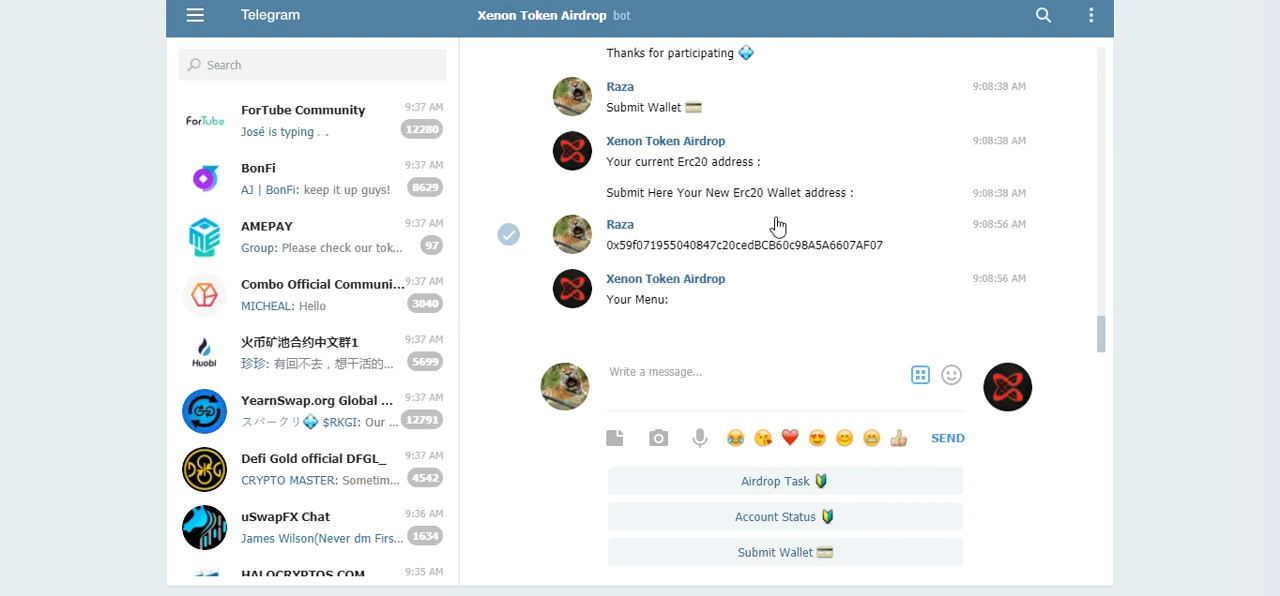 Telegram
Xenon Token Airdrop bot
Search
ForTube
ForTube Community
9:37 AM
José is typing . ..
12280
BonFi
9:37 AM
AJ | BonFi: keep it up guys!
8629
AMEPAY
9:37 AM
Group: Please check our tok...
97
Combo Official Communi...
9:37 AM
MICHEAL: Hello
3040
Huobi
火币矿池合约中文群1
9:37 AM
珍珍: 有回不去，想干活的...
5699
YearnSwap.org Global ...
9:37 AM
スパークリ💠 $RKGI: Our ...
12791
Defi Gold official DFGL_
9:37 AM
CRYPTO MASTER: Sometim...
4542
uSwapFX Chat
9:36 AM
James Wilson(Never dm Firs...
1634
HALOCRYPTOS.COM
9:35 AM
Thanks for participating 💠
Raza
9:08:38 AM
Submit Wallet 💳
Xenon Token Airdrop
9:08:38 AM
Your current Erc20 address :
Submit Here Your New Erc20 Wallet address :
9:08:38 AM
Raza
9:08:56 AM
0x59f071955040847c20cedBCB60c98A5A6607AF07
Xenon Token Airdrop
9:08:56 AM
Your Menu:
Write a message...
SEND
Airdrop Task 🔰
Account Status 🔰
Submit Wallet 💳